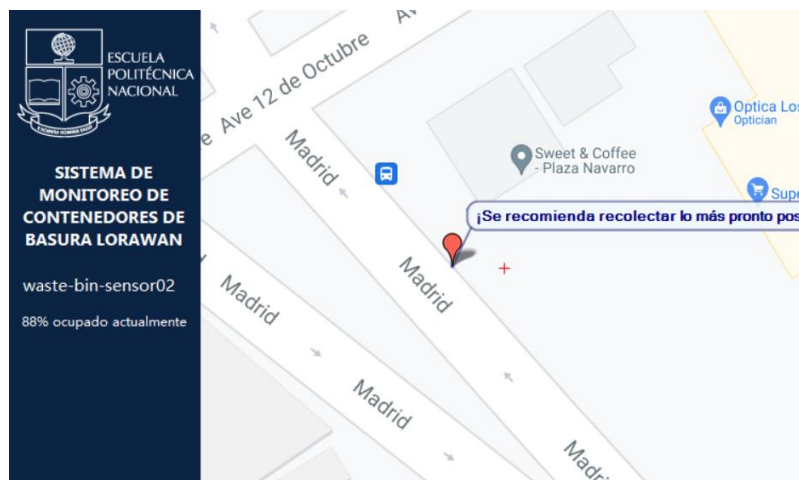 ESCUELA
POLITÉCNICA
NACIONAL
SISTEMA DE
MONITOREO DE
CONTENEDORES DE
BASURA LORAWAN
waste-bin-sensor02
88% ocupado actualmente
Ave 12 de Octubre
Madrid
Sweet & Coffee
- Plaza Navarro
Optica Los
Optician
Supe
¡Se recomienda recolectar lo más pronto pos
Madrid
Madrid
Madrid
Madr